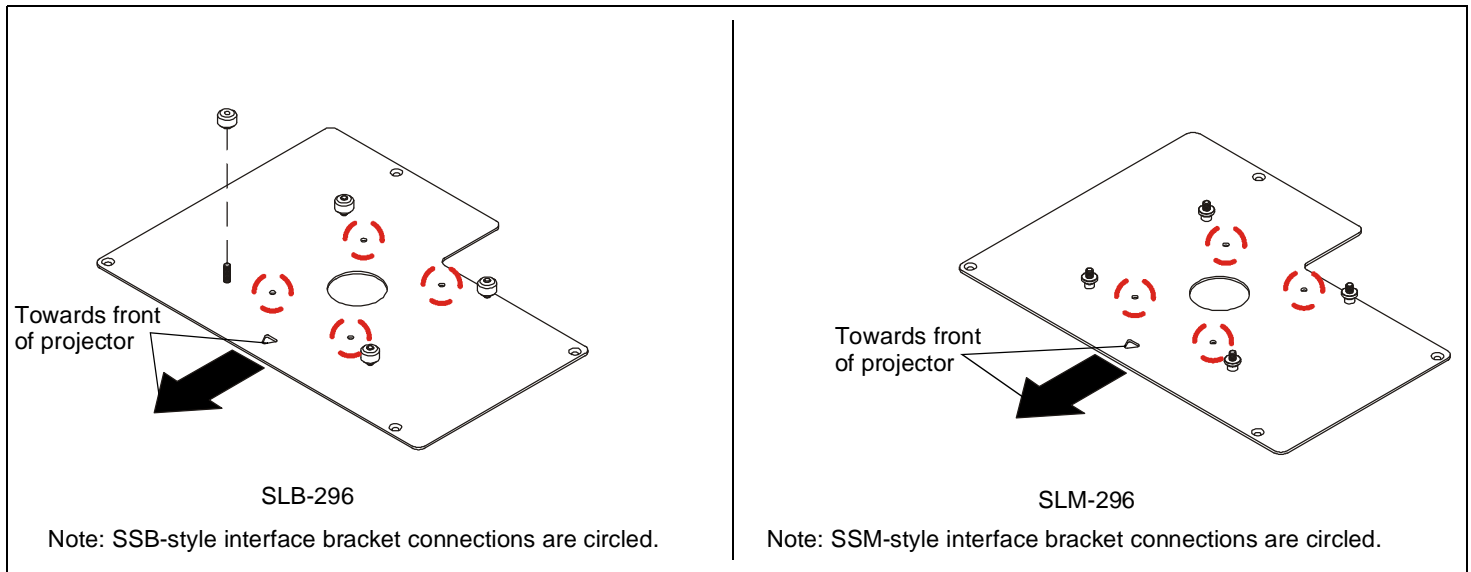 Towards front
of projector
SLB-296
Note: SSB-style interface bracket connections are circled.
Towards front
of projector
SLM-296
Note: SSM-style interface bracket connections are circled.